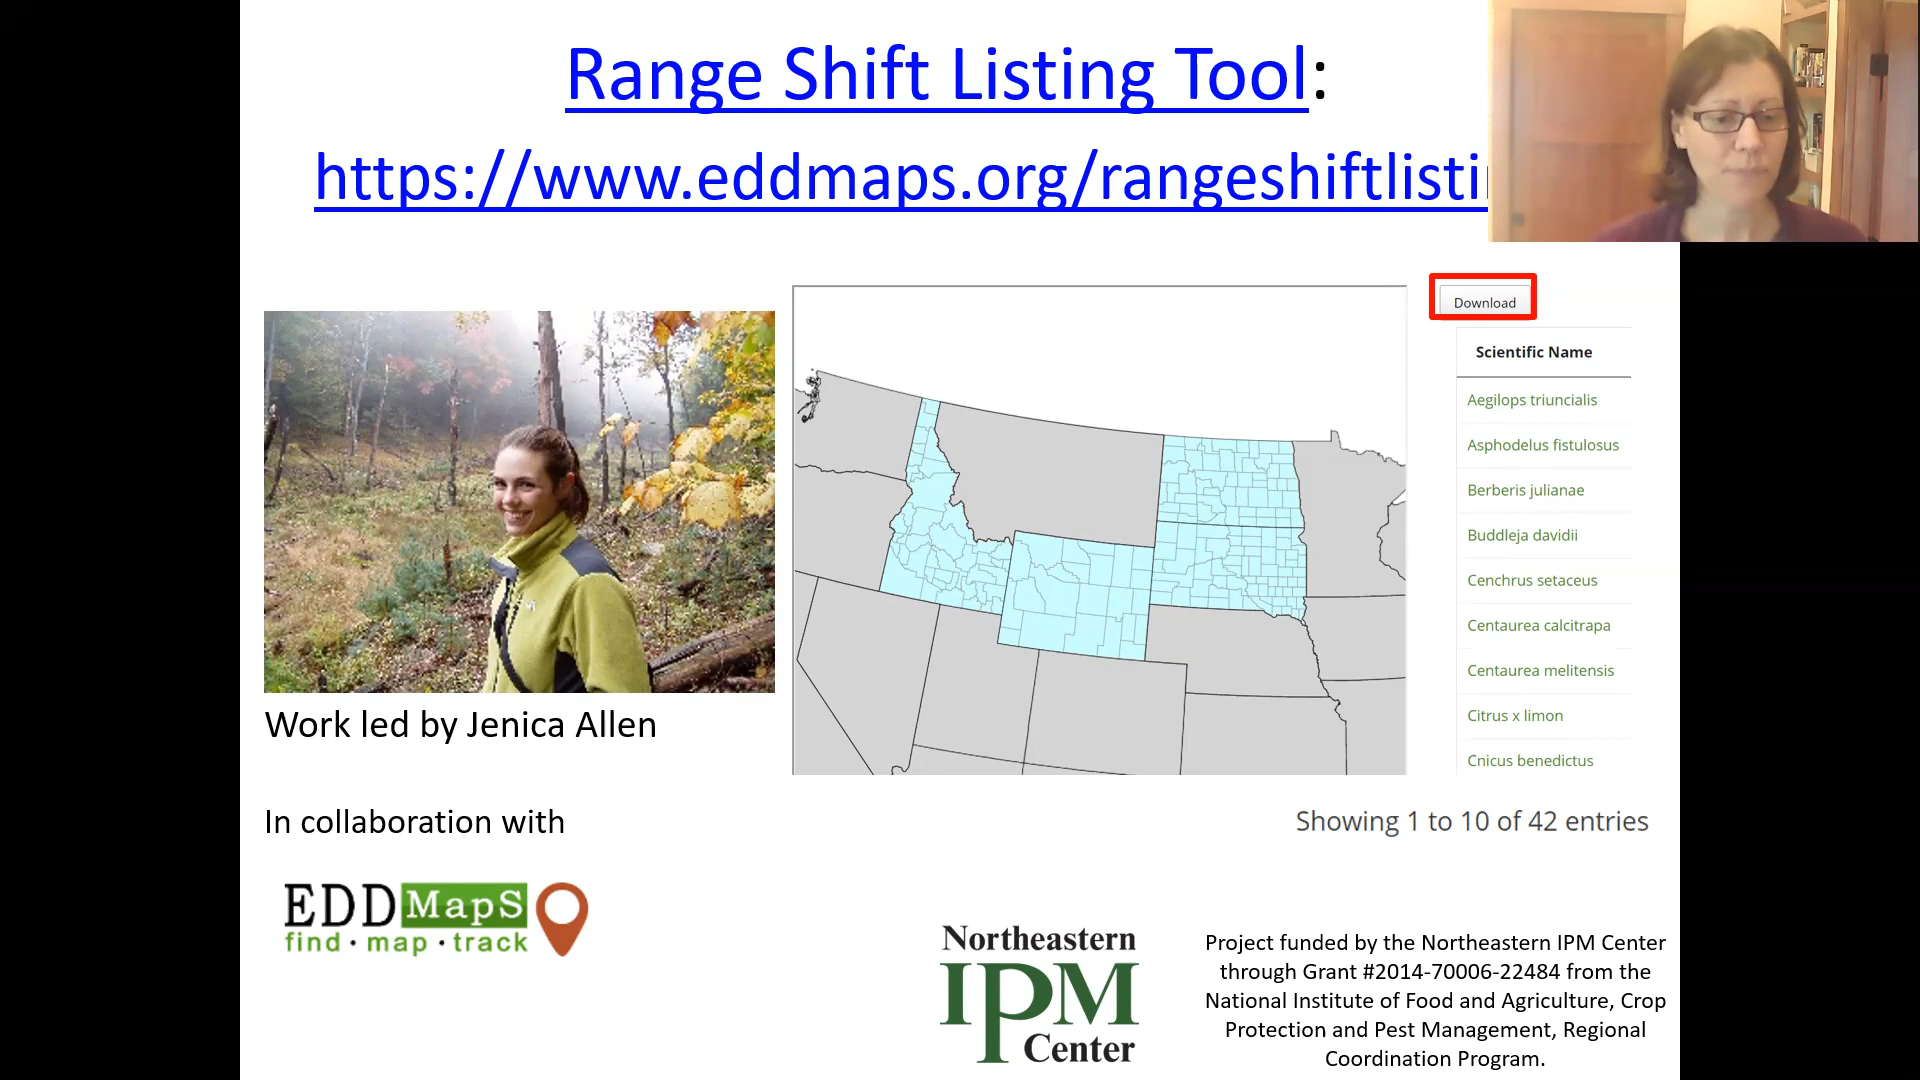 Range Shift Listing Tool:
https://www.eddmaps.org/rangeshiftlisti
Download
Scientific Name
Aegilops triuncialis
Asphodelus fistulosus
Berberis julianae
Buddleja davidii
Cenchrus setaceus
Centaurea calcitrapa
Centaurea melitensis
Citrus x limon
Cnicus benedictus
Work led by Jenica Allen
In collaboration with
Showing 1 to 10 of 42 entries
EDDMapS
find · map · track
Northeastern
IPM
Center
Project funded by the Northeastern IPM Center
through Grant #2014-70006-22484 from the
National Institute of Food and Agriculture, Crop
Protection and Pest Management, Regional
Coordination Program.